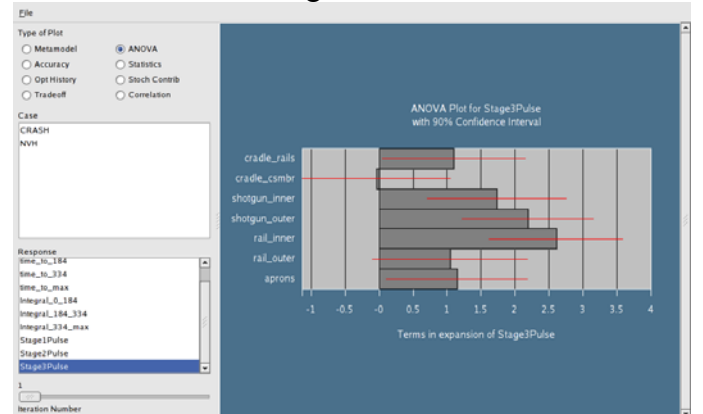 File
Type of Plot
Metamodel ANOVA
Accuracy Statistics
Opt History Stoch Contrib
Tradeoff Correlation
Case
CRASH
NVH
Response
time_to_184
time_to_334
time_to_max
Integral_0_184
Integral_184_334
Integral_334_max
Stage1Pulse
Stage2Pulse
Stage3Pulse
1
Iteration Number
ANOVA Plot for Stage3Pulse
with 90% Confidence Interval
cradle_rails
cradle_csmbr
shotgun_inner
shotgun_outer
rail_inner
rail_outer
aprons
-1 -0.5 -0 0.5 1 1.5 2 2.5 3 3.5 4
Terms in expansion of Stage3Pulse